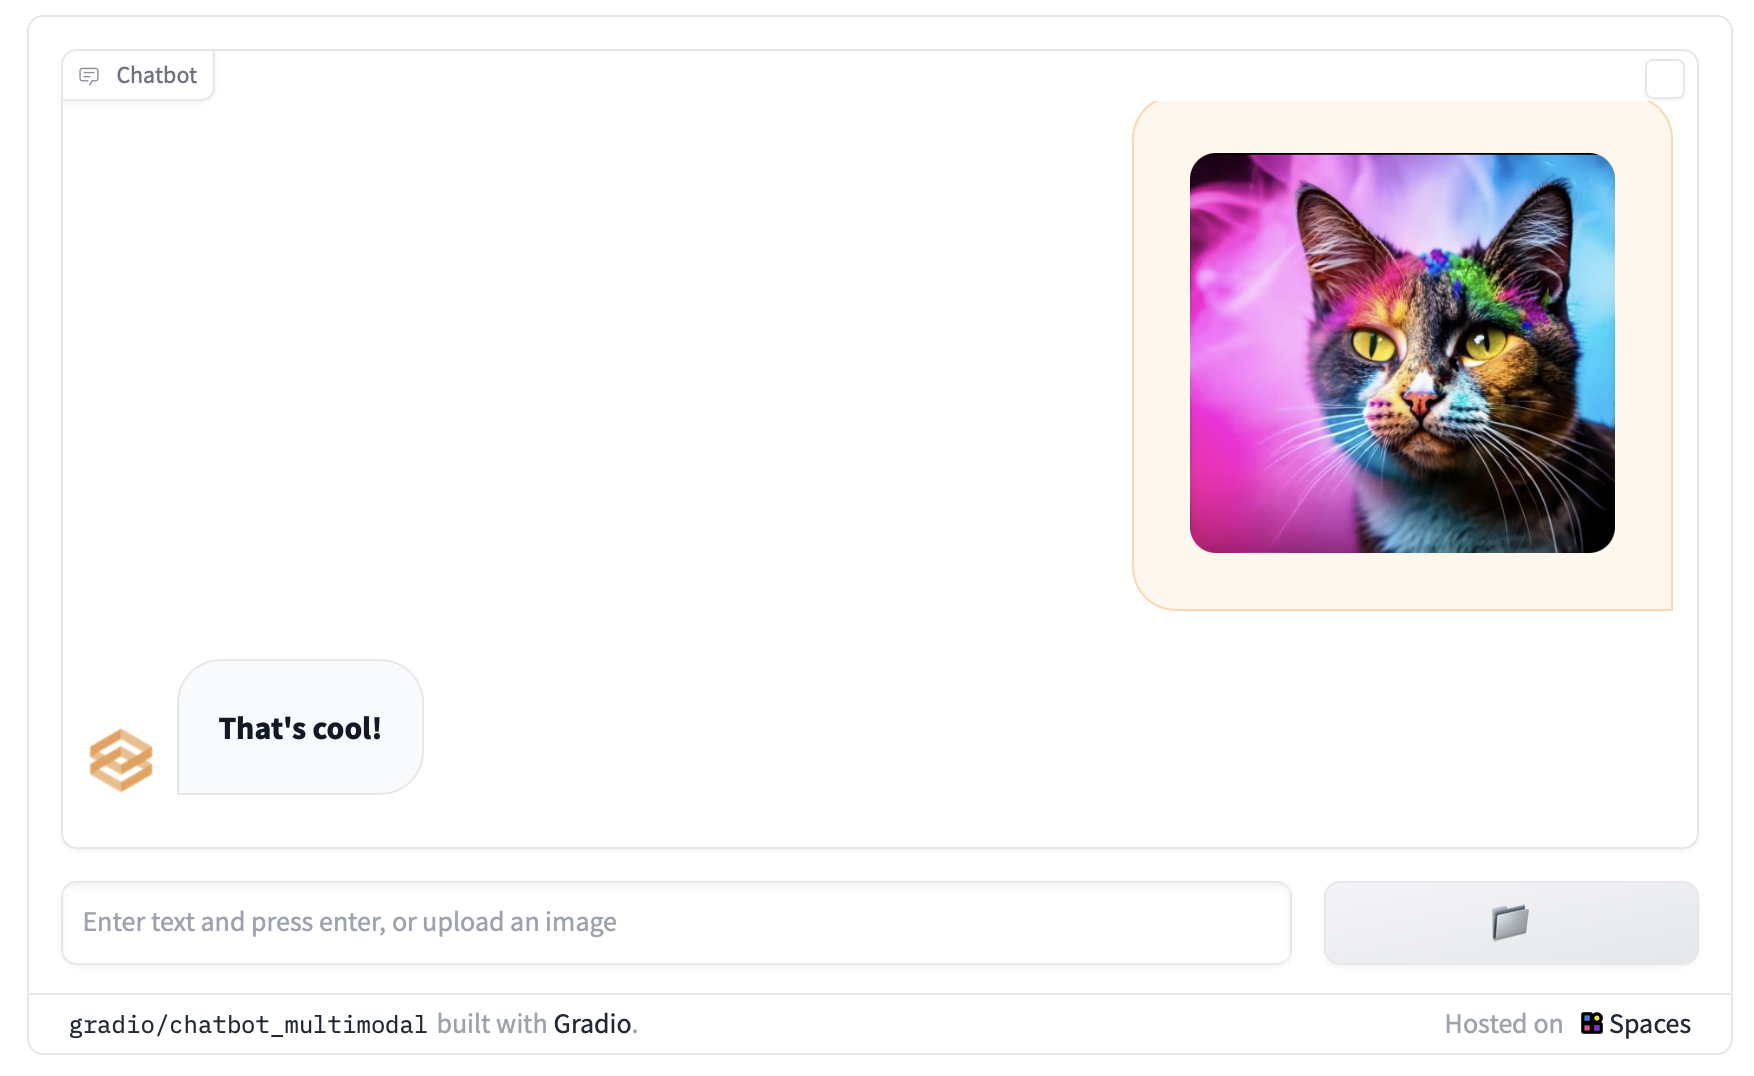 Chatbot
That's cool!
Enter text and press enter, or upload an image
gradio/chatbot_multimodal built with Gradio.
Hosted on Spaces